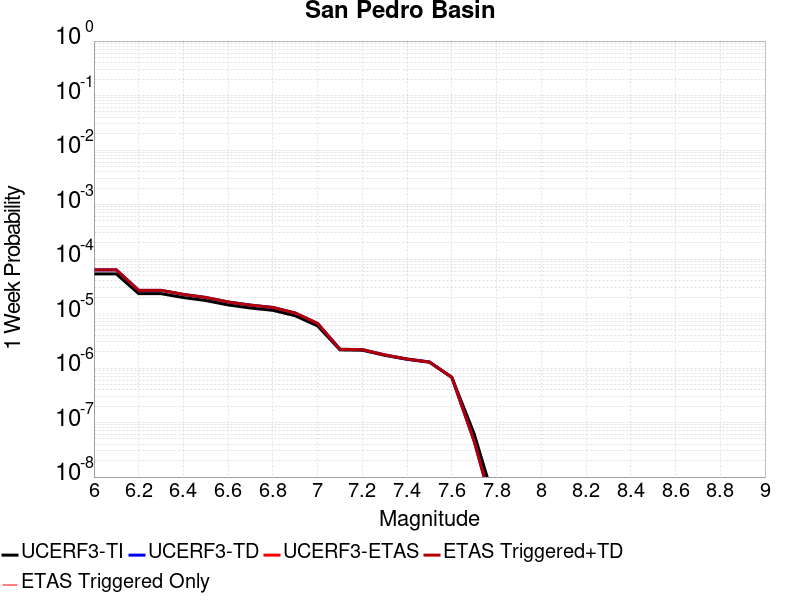 San Pedro Basin
10^0
10^-1
10^-2
10^-3
10^-4
10^-5
10^-6
10^-7
10^-8
1 Week Probability
6 6.2 6.4 6.6 6.8 7 7.2 7.4 7.6 7.8 8 8.2 8.4 8.6 8.8 9
Magnitude
UCERF3-TI UCERF3-TD UCERF3-ETAS ETAS Triggered+TD
ETAS Triggered Only